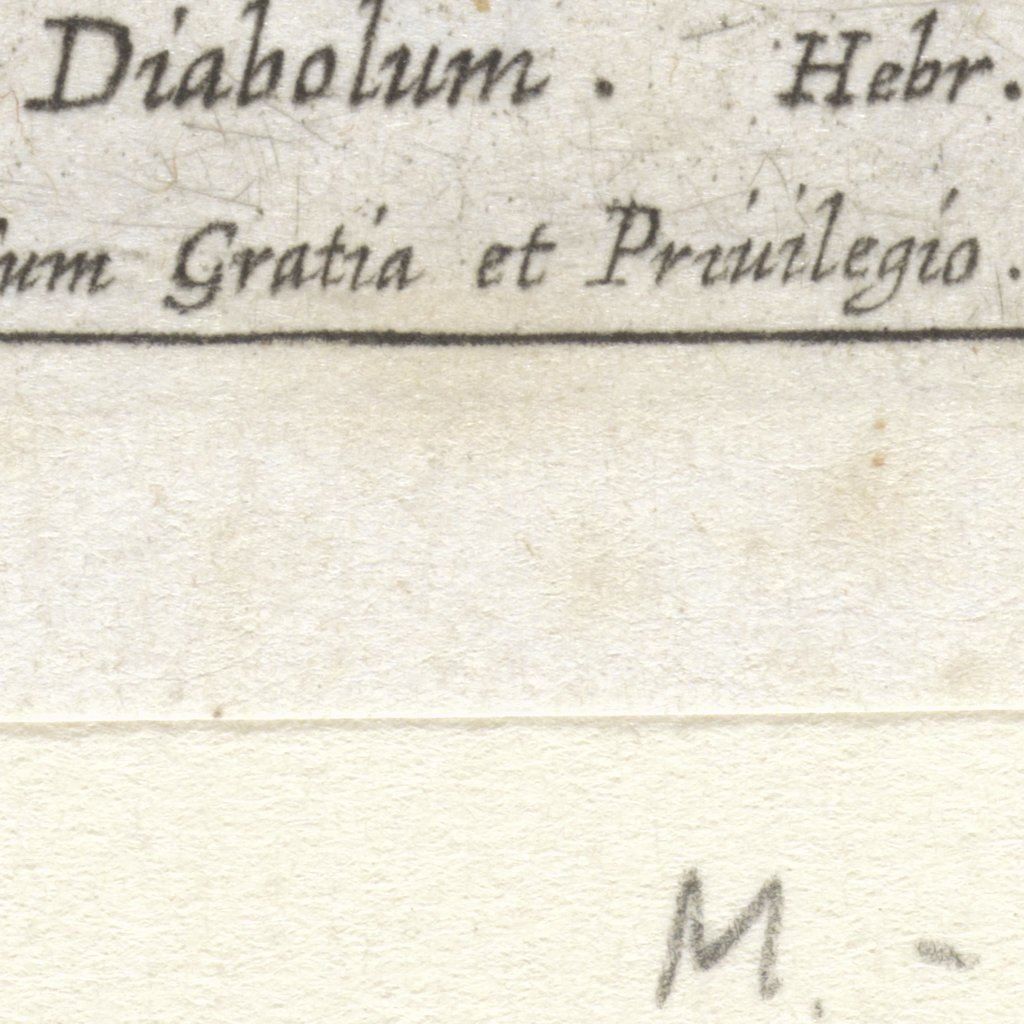 Diabolum. Hebr.
um Gratia et Priuilegio.
M. -